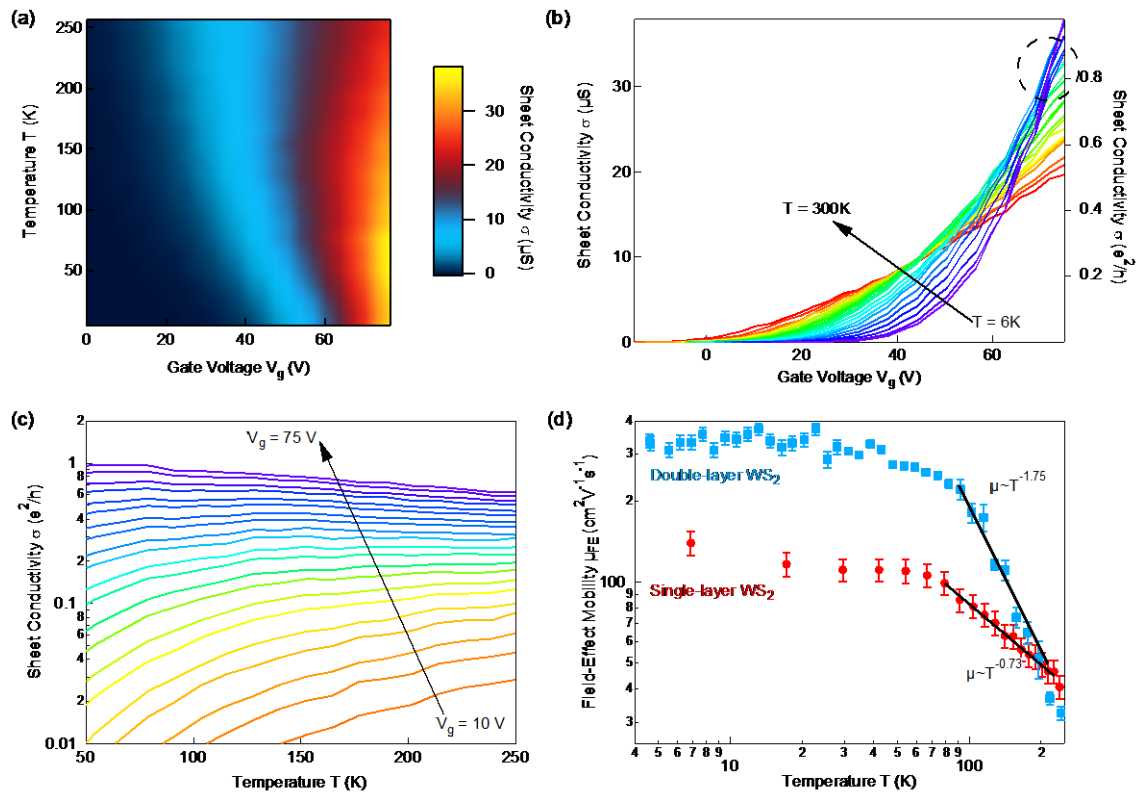 (a)
Temperature T (K)
250
200
150
100
50
0 20 40 60
Gate Voltage Vg (V)
30
20
10
0
Sheet Conductivity σ (µS)
(b)
Sheet Conductivity σ (µS)
30
20
10
0
0 20 40 60
Gate Voltage Vg (V)
T = 300K
T = 6K
0.8
0.6
0.4
0.2
Sheet Conductivity σ (e²/h)
(c)
Sheet Conductivity σ (e²/h)
2
1
8
6
4
2
0.1
8
6
4
2
0.01
50 100 150 200 250
Temperature T (K)
Vg = 75 V
Vg = 10 V
(d)
Field-Effect Mobility μFE (cm²V⁻¹s⁻¹)
4
3
2
100
9
8
7
6
5
4
3
4 5 6 7 8 9 2 3 4 5 6 7 8 9 2
10 100
Temperature T (K)
Double-layer WS₂
Single-layer WS₂
μ~T⁻¹·⁷⁵
μ~T⁻⁰·⁷³